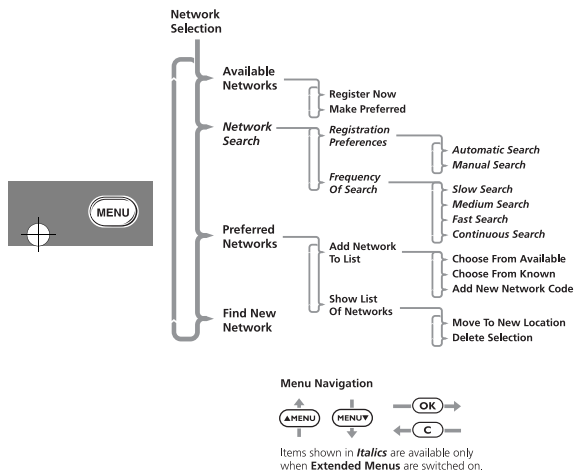 Network
Selection
Available
Networks
Register Now
Make Preferred
Network
Search
Registration
Preferences
Automatic Search
Manual Search
Frequency
Of Search
Slow Search
Medium Search
Fast Search
Continuous Search
MENU
Preferred
Networks
Add Network
To List
Choose From Available
Choose From Known
Add New Network Code
Show List
Of Networks
Move To New Location
Delete Selection
Find New
Network
Menu Navigation
▲MENU
MENU▼
OK
C
Items shown in Italics are available only
when Extended Menus are switched on.